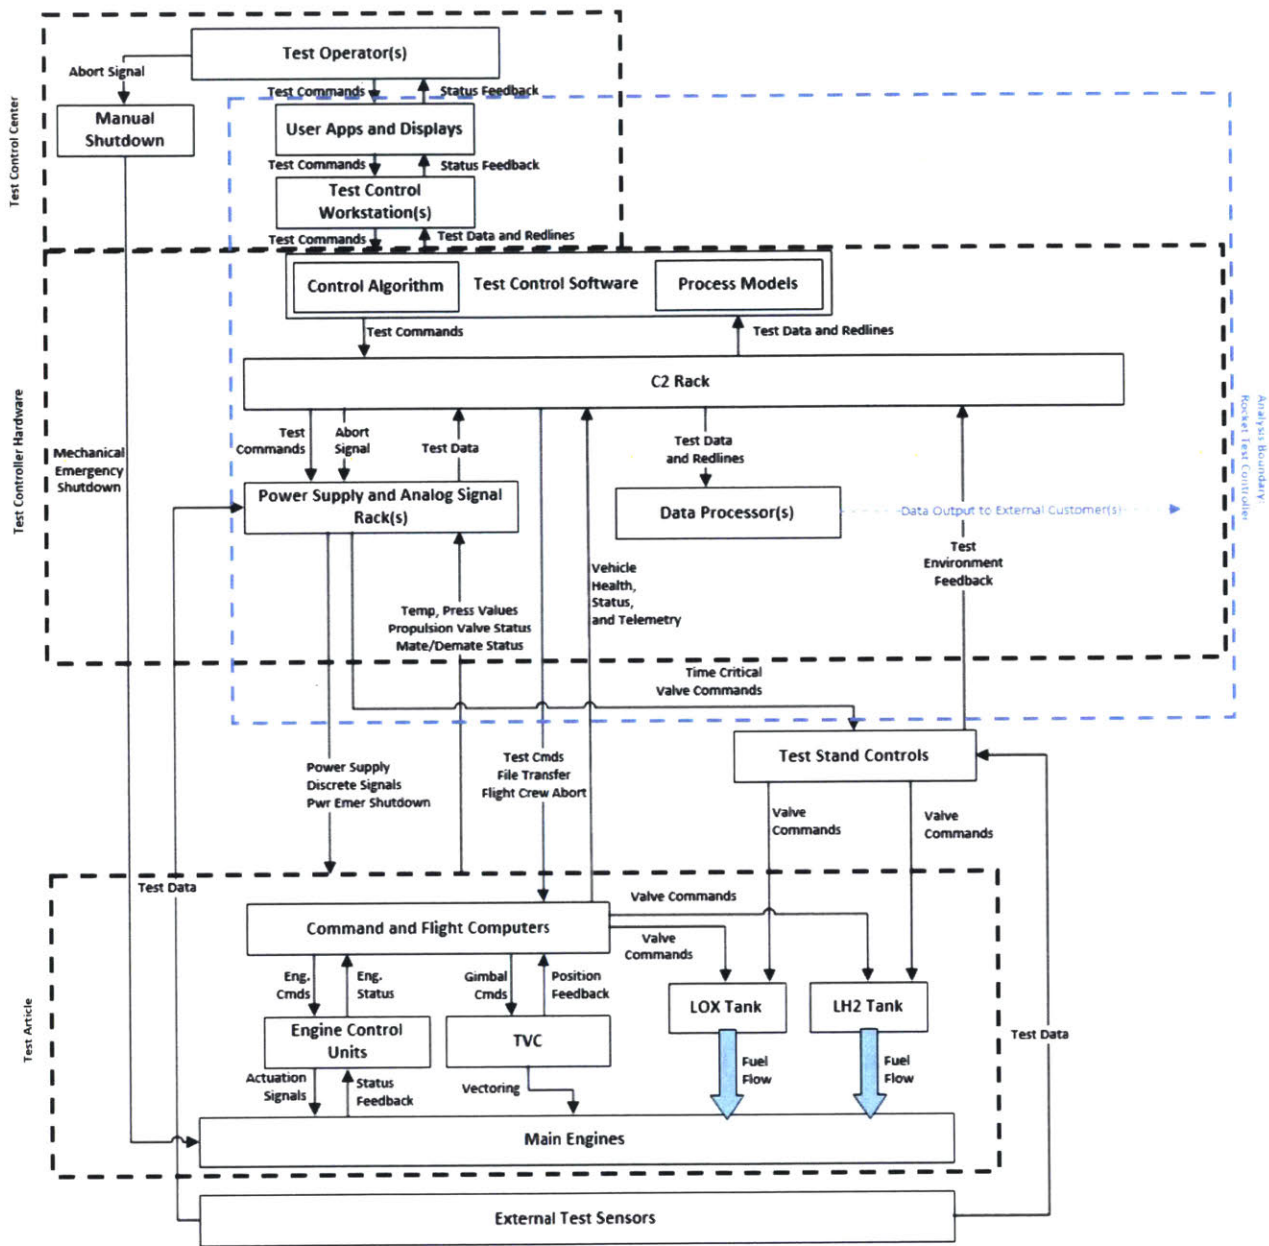 Test Control Center
Test Operator(s)
Abort Signal
Manual
Shutdown
Test Commands
Status Feedback
User Apps and Displays
Test Commands
Status Feedback
Test Control
Workstation(s)
Test Commands
Test Data and Redlines
Test Controller Hardware
Control Algorithm
Test Control Software
Process Models
Test Commands
Test Data and Redlines
C2 Rack
Analysis Boundary:
Rocket Test Controller
Mechanical
Emergency
Shutdown
Test
Commands
Abort
Signal
Test Data
Test Data
and Redlines
Power Supply and Analog Signal
Rack(s)
Data Processor(s)
Data Output to External Customer(s)
Test
Environment
Feedback
Vehicle
Health,
Status,
and Telemetry
Temp, Press Values
Propulsion Valve Status
Mate/Demate Status
Time Critical
Valve Commands
Test Stand Controls
Power Supply
Discrete Signals
Pwr Emer Shutdown
Test Cmds
File Transfer
Flight Crew Abort
Valve
Commands
Valve
Commands
Test Data
Test Article
Command and Flight Computers
Valve Commands
Valve
Commands
Eng.
Cmds
Eng.
Status
Gimbal
Cmds
Position
Feedback
LOX Tank
LH2 Tank
Engine Control
Units
TVC
Test Data
Actuation
Signals
Status
Feedback
Vectoring
Fuel
Flow
Fuel
Flow
Main Engines
External Test Sensors